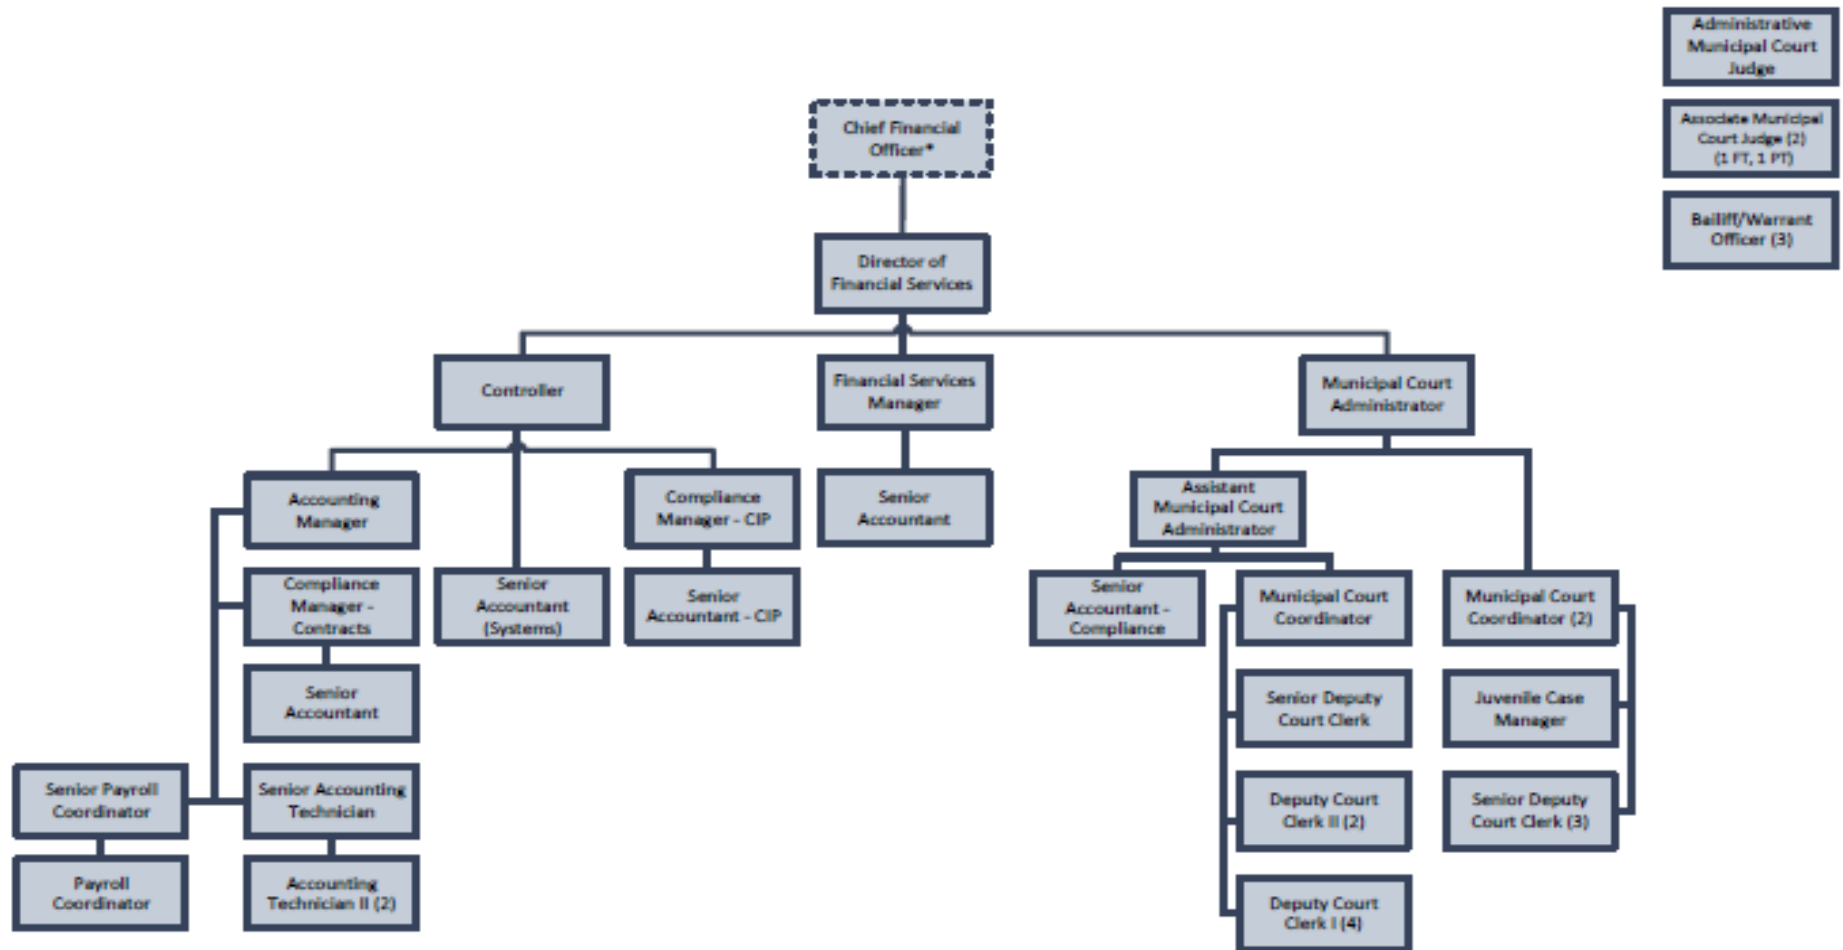 Administrative
Municipal Court
Judge
Chief Financial
Officer*
Associate Municipal
Court Judge (2)
(1 FT, 1 PT)
Bailiff/Warrant
Officer (3)
Director of
Financial Services
Controller
Financial Services
Manager
Municipal Court
Administrator
Accounting
Manager
Compliance
Manager - CIP
Senior
Accountant
Assistant
Municipal Court
Administrator
Compliance
Manager -
Contracts
Senior
Accountant
(Systems)
Senior
Accountant - CIP
Senior
Accountant -
Compliance
Municipal Court
Coordinator
Municipal Court
Coordinator (2)
Senior
Accountant
Senior Deputy
Court Clerk
Juvenile Case
Manager
Senior Payroll
Coordinator
Senior Accounting
Technician
Deputy Court
Clerk II (2)
Senior Deputy
Court Clerk (3)
Payroll
Coordinator
Accounting
Technician II (2)
Deputy Court
Clerk I (4)